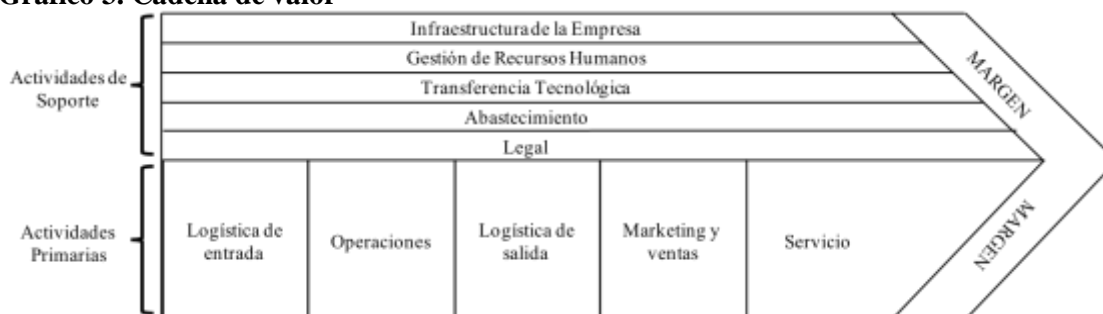 Gráfico 3. Cadena de valor
Infraestructura de la Empresa
Gestión de Recursos Humanos
Actividades de
Soporte
Transferencia Tecnológica
Abastecimiento
Legal
MARGEN
Actividades
Primarias
Logística de
entrada
Operaciones
Logística de
salida
Marketing y
ventas
Servicio
MARGEN